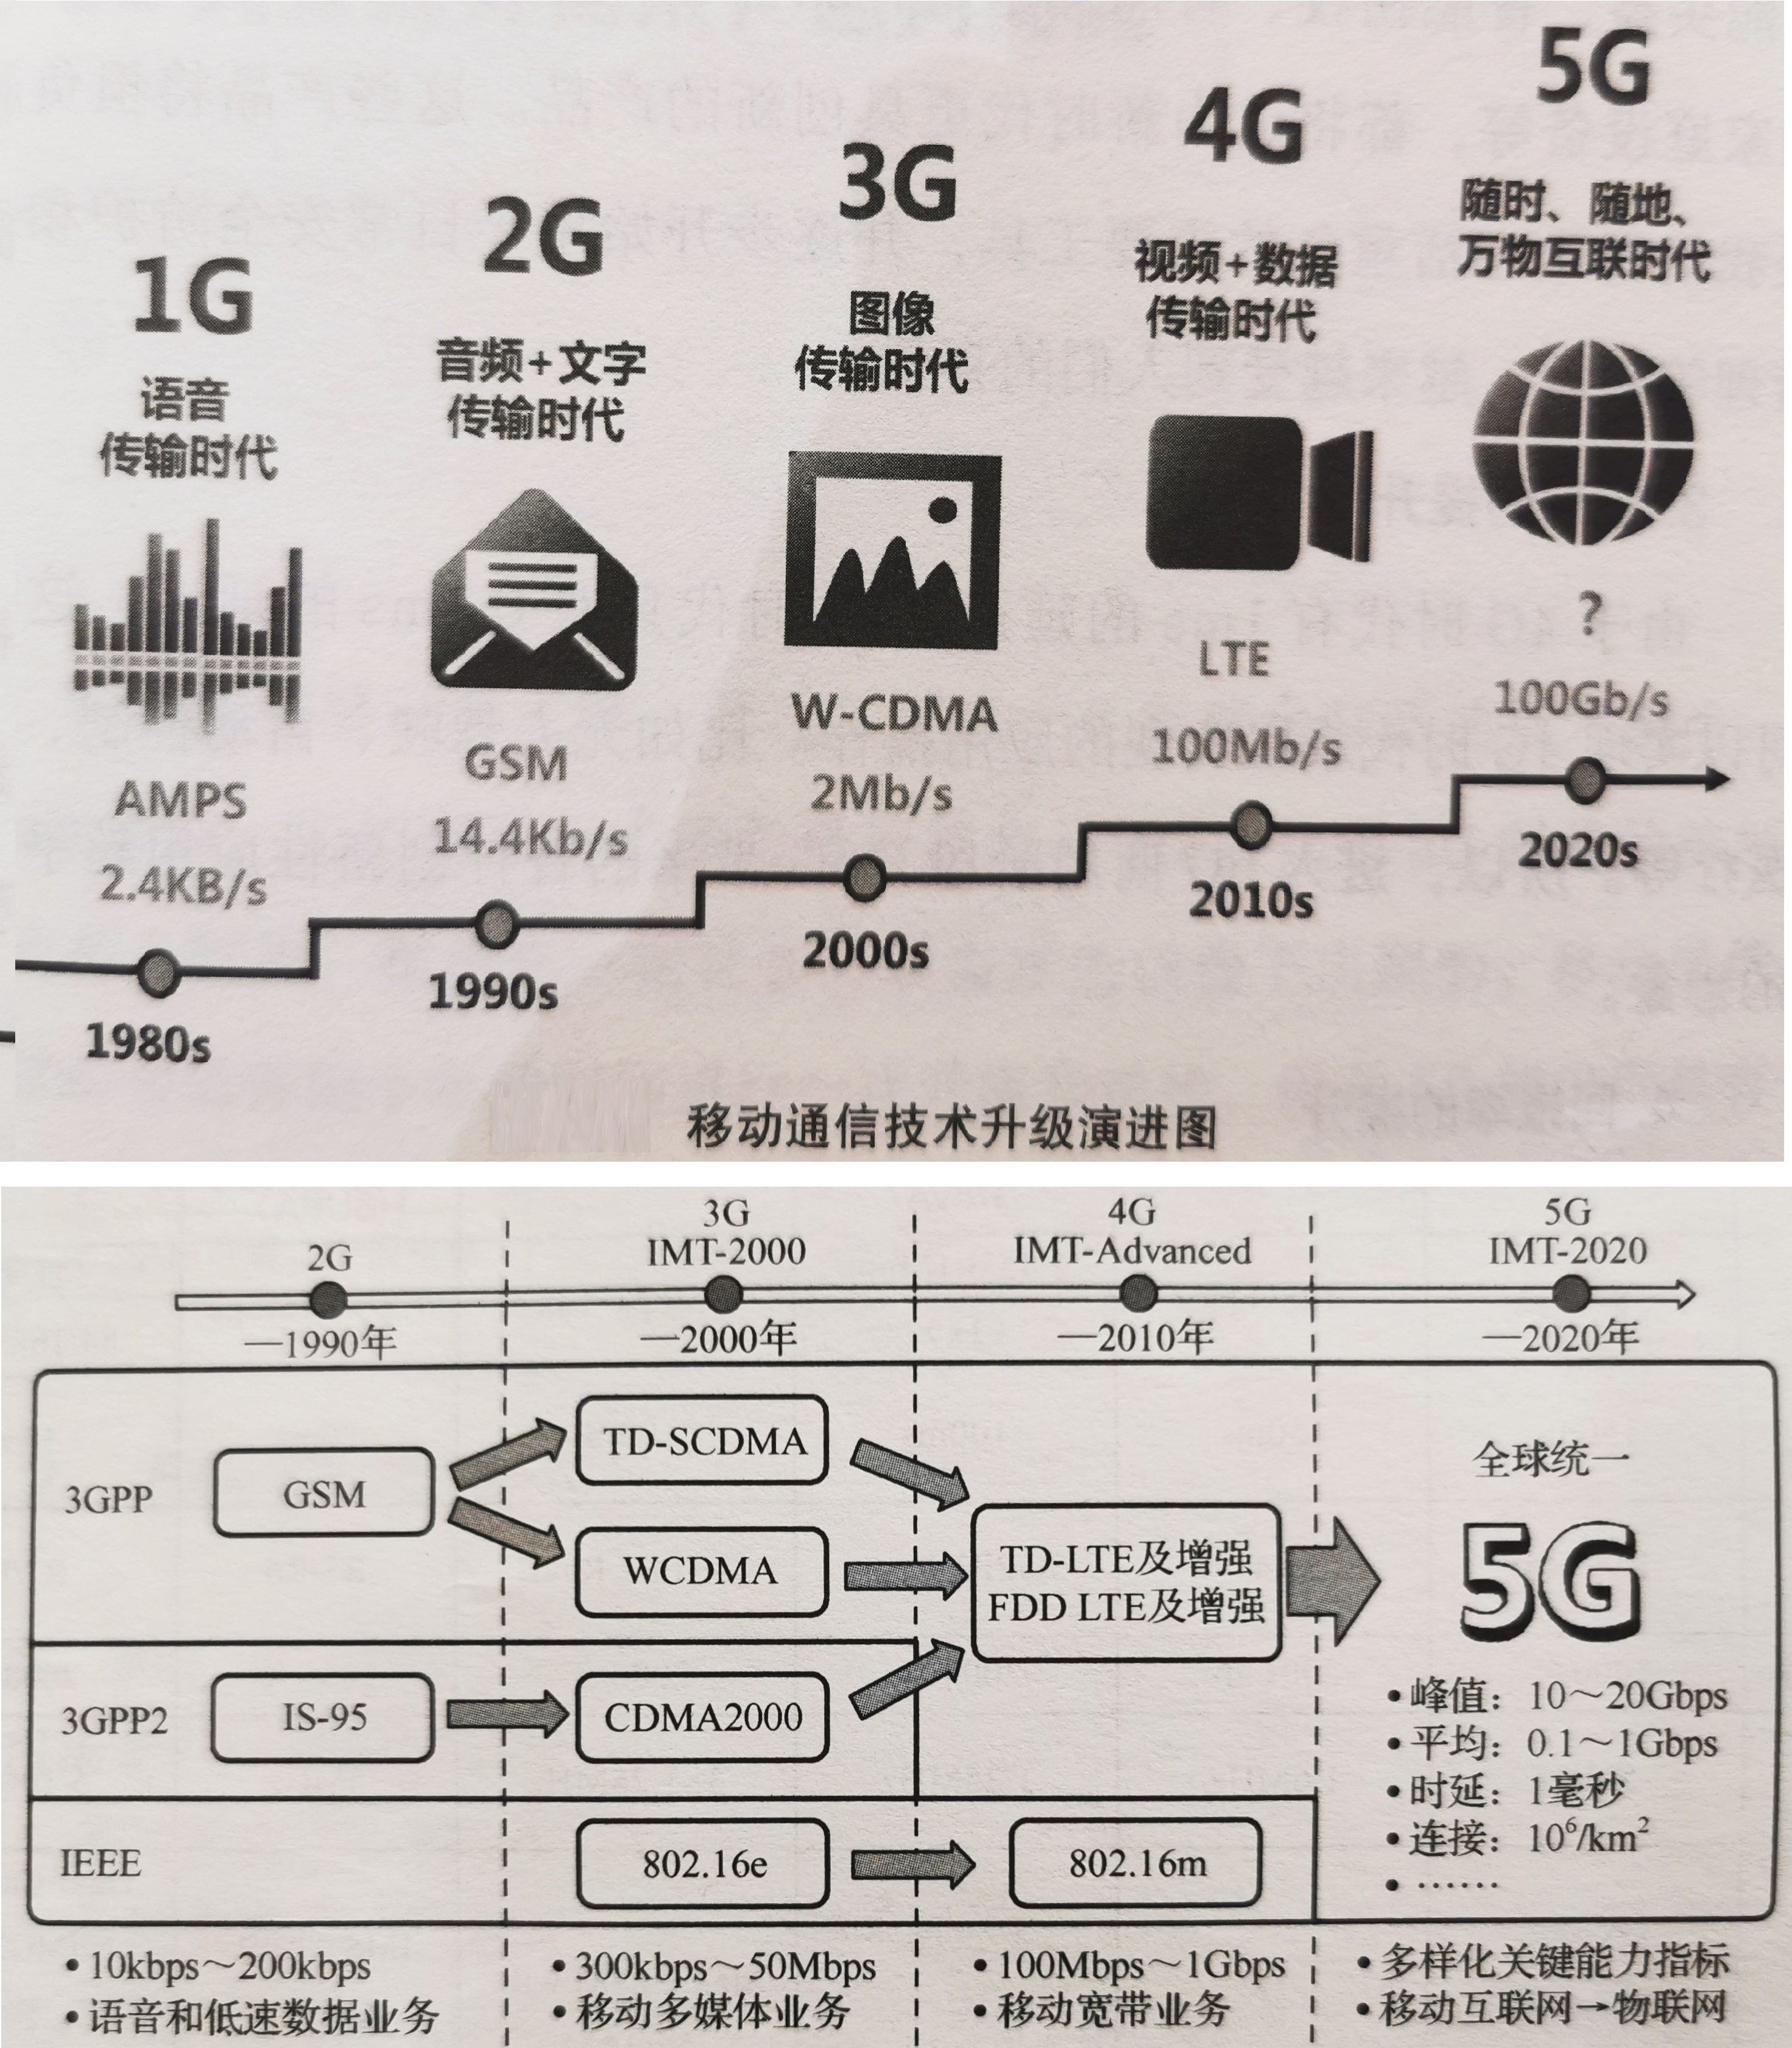 1G
语音
传输时代
AMPS
2.4KB/s
1980s
2G
音频+文字
传输时代
GSM
14.4Kb/s
1990s
3G
图像
传输时代
W-CDMA
2Mb/s
2000s
4G
视频+数据
传输时代
LTE
100Mb/s
2010s
5G
随时、随地、
万物互联时代
?
100Gb/s
2020s
移动通信技术升级演进图
2G
—1990年
3G
IMT-2000
—2000年
4G
IMT-Advanced
—2010年
5G
IMT-2020
—2020年
3GPP
GSM
TD-SCDMA
WCDMA
TD-LTE及增强
FDD LTE及增强
3GPP2
IS-95
CDMA2000
IEEE
802.16e
802.16m
全球统一
5G
•峰值：10～20Gbps
•平均：0.1～1Gbps
•时延：1毫秒
•连接：10⁶/km²
•……
•10kbps～200kbps
•语音和低速数据业务
•300kbps～50Mbps
•移动多媒体业务
•100Mbps～1Gbps
•移动宽带业务
•多样化关键能力指标
•移动互联网→物联网